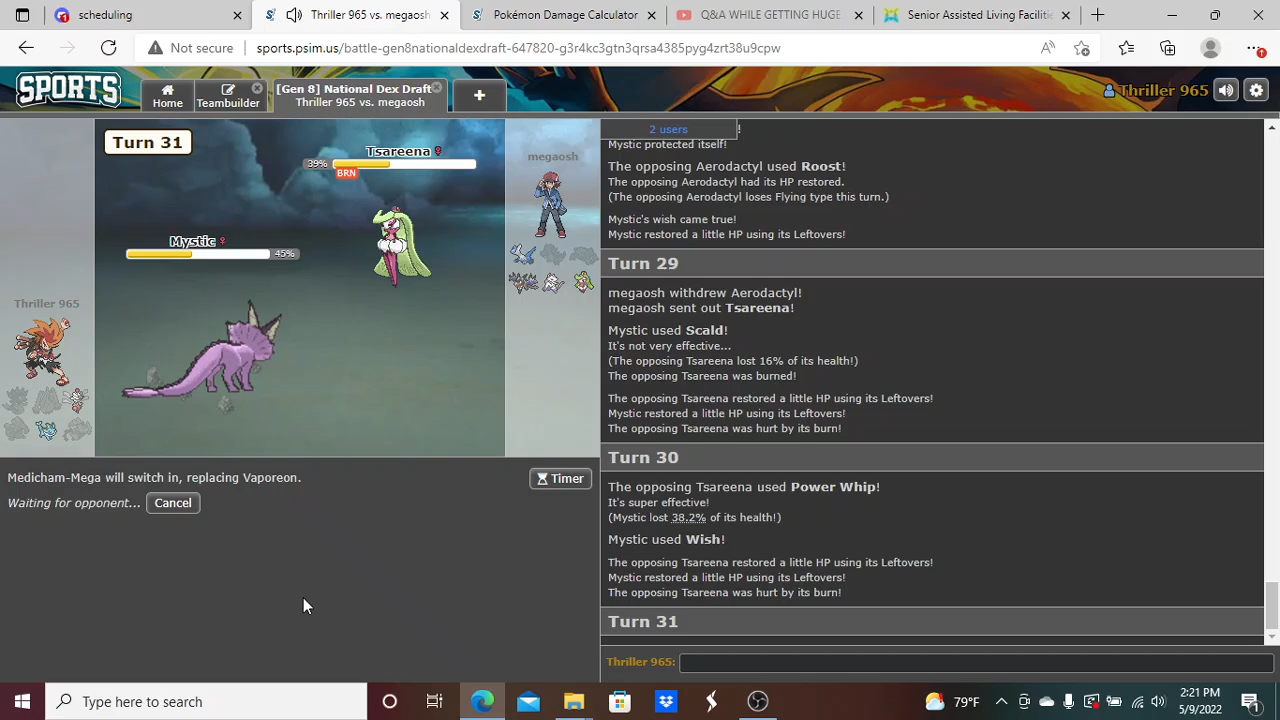 scheduling
Thriller 965 vs. megaosh
Pokémon Damage Calculator
Q&A WHILE GETTING HUGE
Senior Assisted Living Facilitie
Not secure
sports.psim.us/battle-gen8nationaldexdraft-647820-g3r4kc3gtn3qrsa4385pyg4zrt38u9cpw
SPORTS
Home
Teambuilder
[Gen 8] National Dex Draft
Thriller 965 vs. megaosh
Thriller 965
Turn 31
Tsareena
39%
BRN
Mystic
45%
megaosh
Thriller 965
Medicham-Mega will switch in, replacing Vaporeon.
Timer
Waiting for opponent...
Cancel
2 users
!
Mystic protected itself!
The opposing Aerodactyl used Roost!
The opposing Aerodactyl had its HP restored.
(The opposing Aerodactyl loses Flying type this turn.)
Mystic's wish came true!
Mystic restored a little HP using its Leftovers!
Turn 29
megaosh withdrew Aerodactyl!
megaosh sent out Tsareena!
Mystic used Scald!
It's not very effective...
(The opposing Tsareena lost 16% of its health!)
The opposing Tsareena was burned!
The opposing Tsareena restored a little HP using its Leftovers!
Mystic restored a little HP using its Leftovers!
The opposing Tsareena was hurt by its burn!
Turn 30
The opposing Tsareena used Power Whip!
It's super effective!
(Mystic lost 38.2% of its health!)
Mystic used Wish!
The opposing Tsareena restored a little HP using its Leftovers!
Mystic restored a little HP using its Leftovers!
The opposing Tsareena was hurt by its burn!
Turn 31
Thriller 965:
Type here to search
79°F
2:21 PM
5/9/2022
1